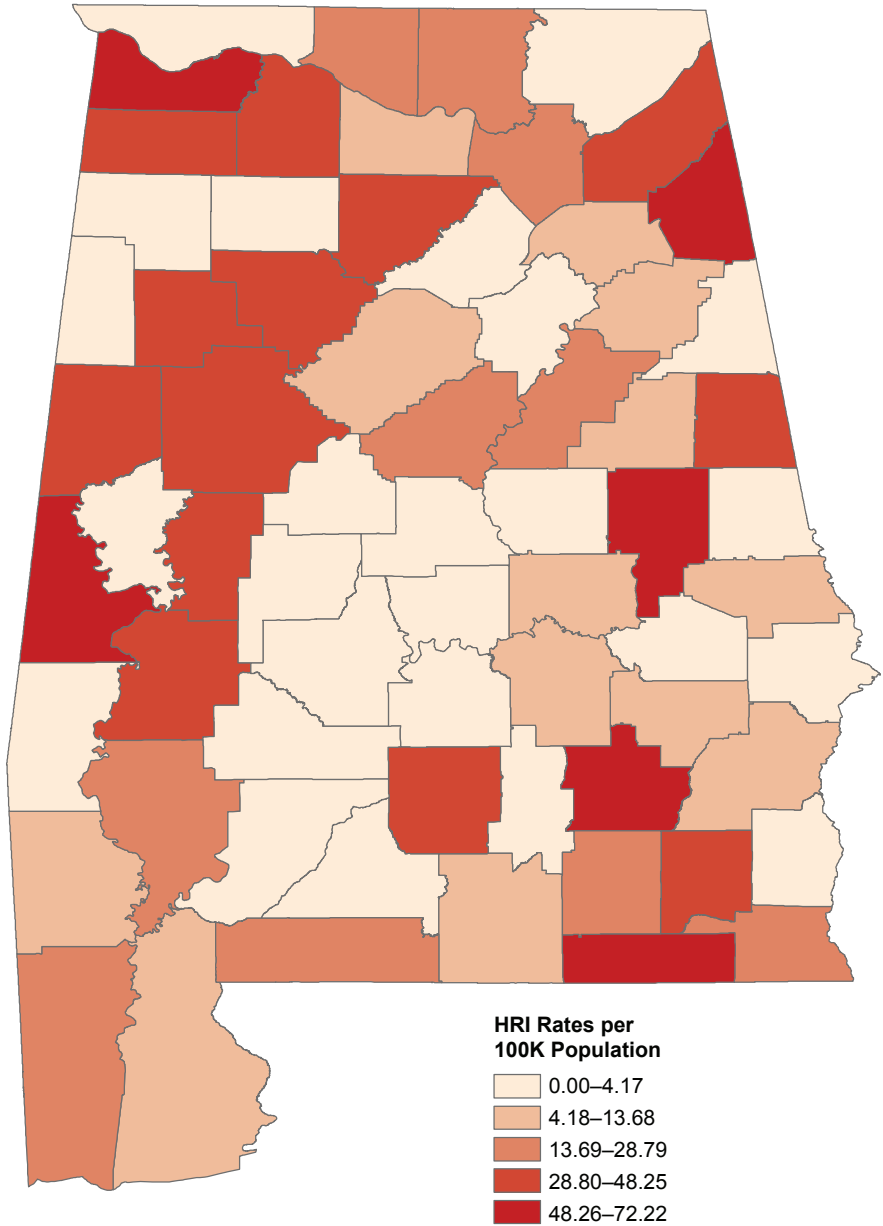 HRI Rates per
100K Population
0.00–4.17
4.18–13.68
13.69–28.79
28.80–48.25
48.26–72.22